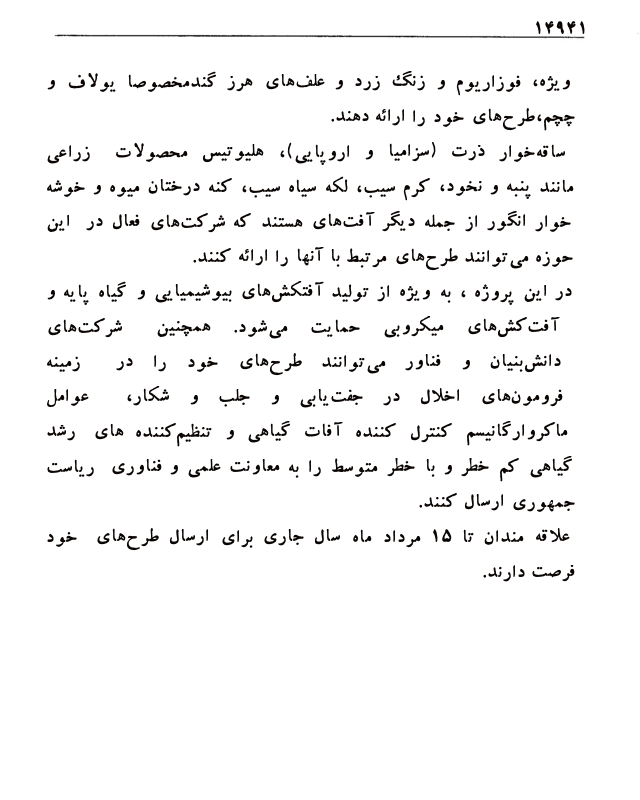 ۱۴۹۴۱
ویژه، فوزاریوم و زنگ زرد و علف‌های هرز گندمخصوصا یولاف و
چچم،طرح‌های خود را ارائه دهند.
ساقه‌خوار ذرت (سزامیا و اروپایی)، هلیوتیس محصولات زراعی
مانند پنبه و نخود، کرم سیب، لکه سیاه سیب، کنه درختان میوه و خوشه
خوار انگور از جمله دیگر آفت‌های هستند که شرکت‌های فعال در این
حوزه می‌توانند طرح‌های مرتبط با آنها را ارائه کنند.
در این پروژه ، به ویژه از تولید آفتکش‌های بیوشیمیایی و گیاه پایه و
آفت‌کش‌های میکروبی حمایت می‌شود. همچنین شرکت‌های
دانش‌بنیان و فناور می‌توانند طرح‌های خود را در زمینه
فرومون‌های اخلال در جفت‌یابی و جلب و شکار، عوامل
ماکروارگانیسم کنترل کننده آفات گیاهی و تنظیم‌کننده های رشد
گیاهی کم خطر و با خطر متوسط را به معاونت علمی و فناوری ریاست
جمهوری ارسال کنند.
علاقه مندان تا ۱۵ مرداد ماه سال جاری برای ارسال طرح‌های خود
فرصت دارند.